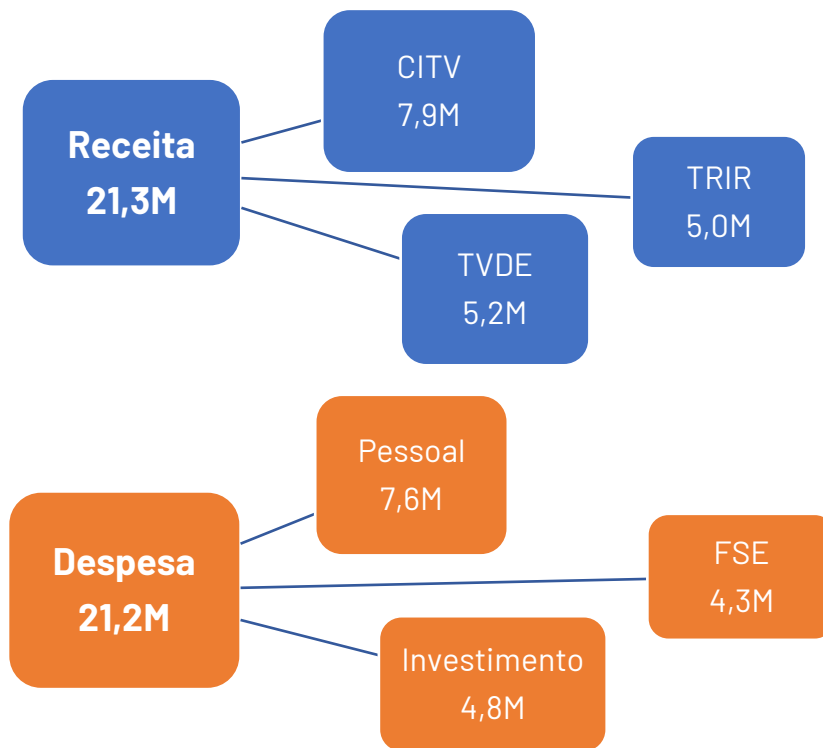 Receita
21,3M
CITV
7,9M
TRIR
5,0M
TVDE
5,2M
Despesa
21,2M
Pessoal
7,6M
FSE
4,3M
Investimento
4,8M